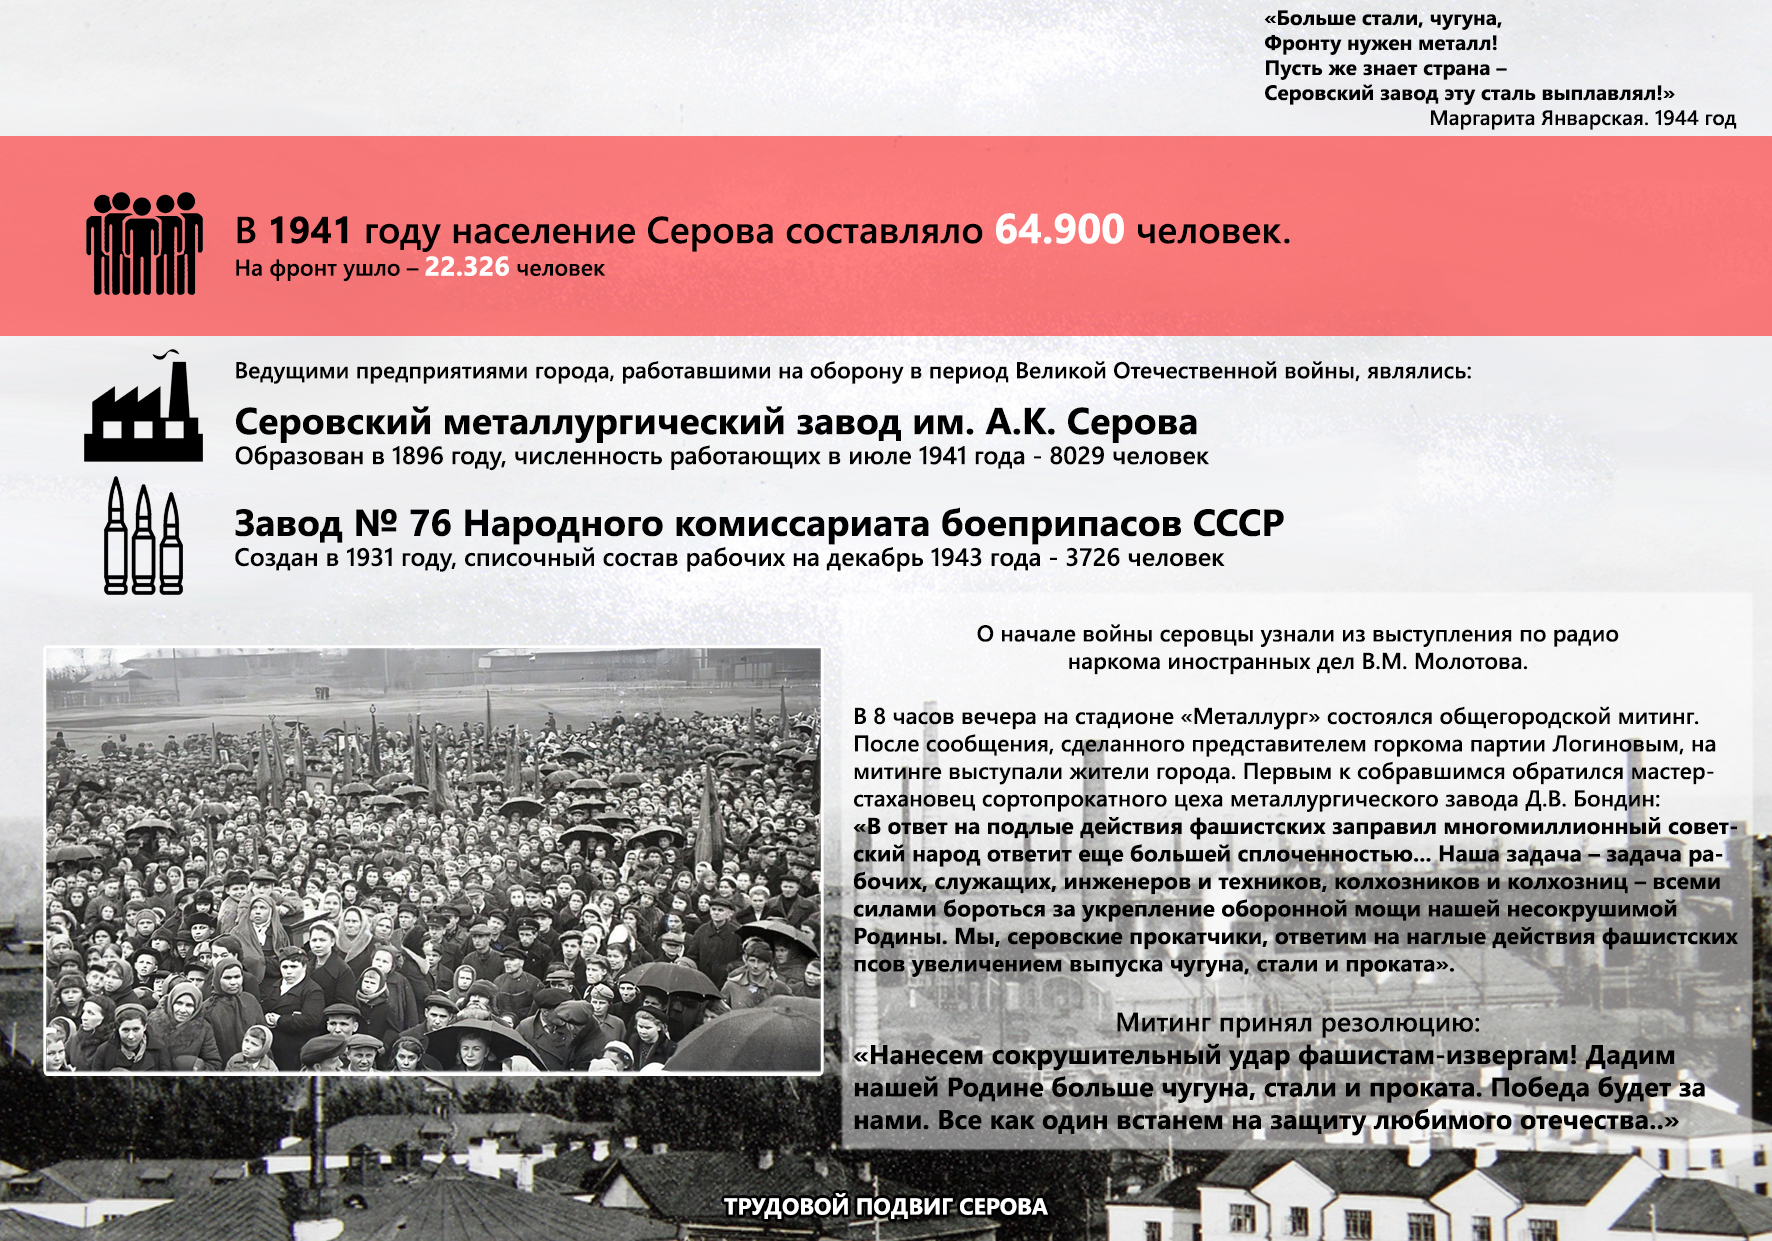 «Больше стали, чугуна,
Фронту нужен металл!
Пусть же знает страна –
Серовский завод эту сталь выплавлял!»
Маргарита Январская. 1944 год
В 1941 году население Серова составляло 64.900 человек.
На фронт ушло – 22.326 человек
Ведущими предприятиями города, работавшими на оборону в период Великой Отечественной войны, являлись:
Серовский металлургический завод им. А.К. Серова
Образован в 1896 году, численность работающих в июле 1941 года - 8029 человек
Завод № 76 Народного комиссариата боеприпасов СССР
Создан в 1931 году, списочный состав рабочих на декабрь 1943 года - 3726 человек
О начале войны серовцы узнали из выступления по радио
наркома иностранных дел В.М. Молотова.
В 8 часов вечера на стадионе «Металлург» состоялся общегородской митинг.
После сообщения, сделанного представителем горкома партии Логиновым, на
митинге выступали жители города. Первым к собравшимся обратился мастер-
стахановец сортопрокатного цеха металлургического завода Д.В. Бондин:
«В ответ на подлые действия фашистских заправил многомиллионный совет-
ский народ ответит еще большей сплоченностью... Наша задача – задача ра-
бочих, служащих, инженеров и техников, колхозников и колхозниц – всеми
силами бороться за укрепление оборонной мощи нашей несокрушимой
Родины. Мы, серовские прокатчики, ответим на наглые действия фашистских
псов увеличением выпуска чугуна, стали и проката».
Митинг принял резолюцию:
«Нанесем сокрушительный удар фашистам-извергам! Дадим
нашей Родине больше чугуна, стали и проката. Победа будет за
нами. Все как один встанем на защиту любимого отечества..»
ТРУДОВОЙ ПОДВИГ СЕРОВА